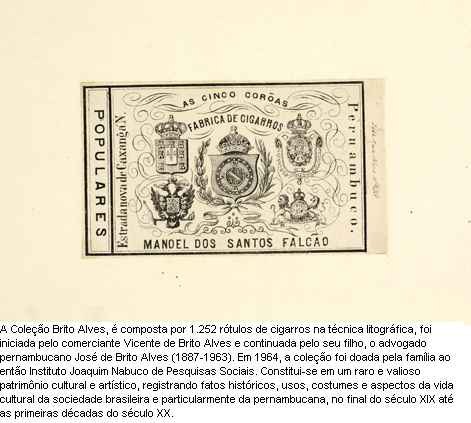 AS CINCO CORÔAS
FABRICA DE CIGARROS
POPULARES
Estrada nova de Caxangá N.
Pernambuco.
MANOEL DOS SANTOS FALCÃO
A Coleção Brito Alves, é composta por 1.252 rótulos de cigarros na técnica litográfica, foi
iniciada pelo comerciante Vicente de Brito Alves e continuada pelo seu filho, o advogado
pernambucano José de Brito Alves (1887-1963). Em 1964, a coleção foi doada pela família ao
então Instituto Joaquim Nabuco de Pesquisas Sociais. Constitui-se em um raro e valioso
patrimônio cultural e artístico, registrando fatos históricos, usos, costumes e aspectos da vida
cultural da sociedade brasileira e particularmente da pernambucana, no final do século XIX até
as primeiras décadas do século XX.